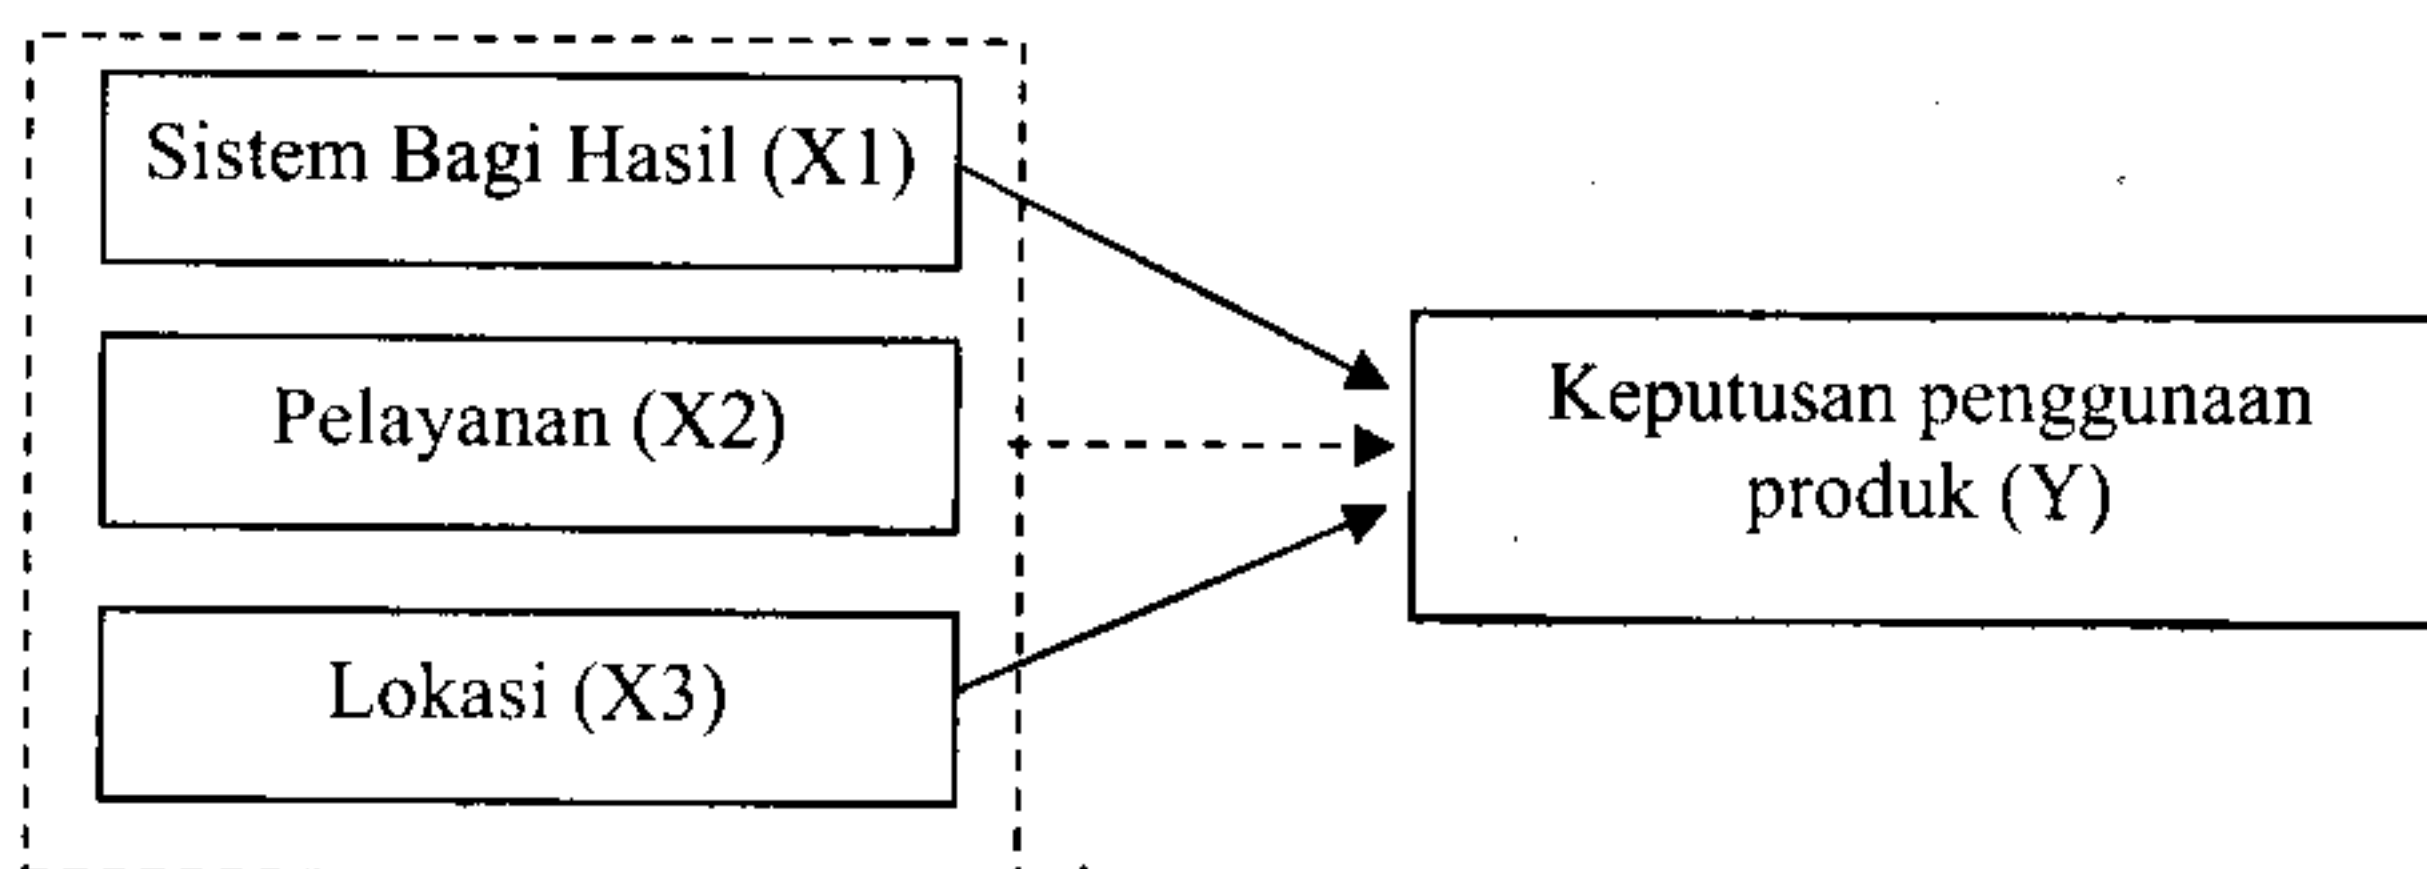 Sistem Bagi Hasil (X1)
Pelayanan (X2)
Lokasi (X3)
Keputusan penggunaan
produk (Y)